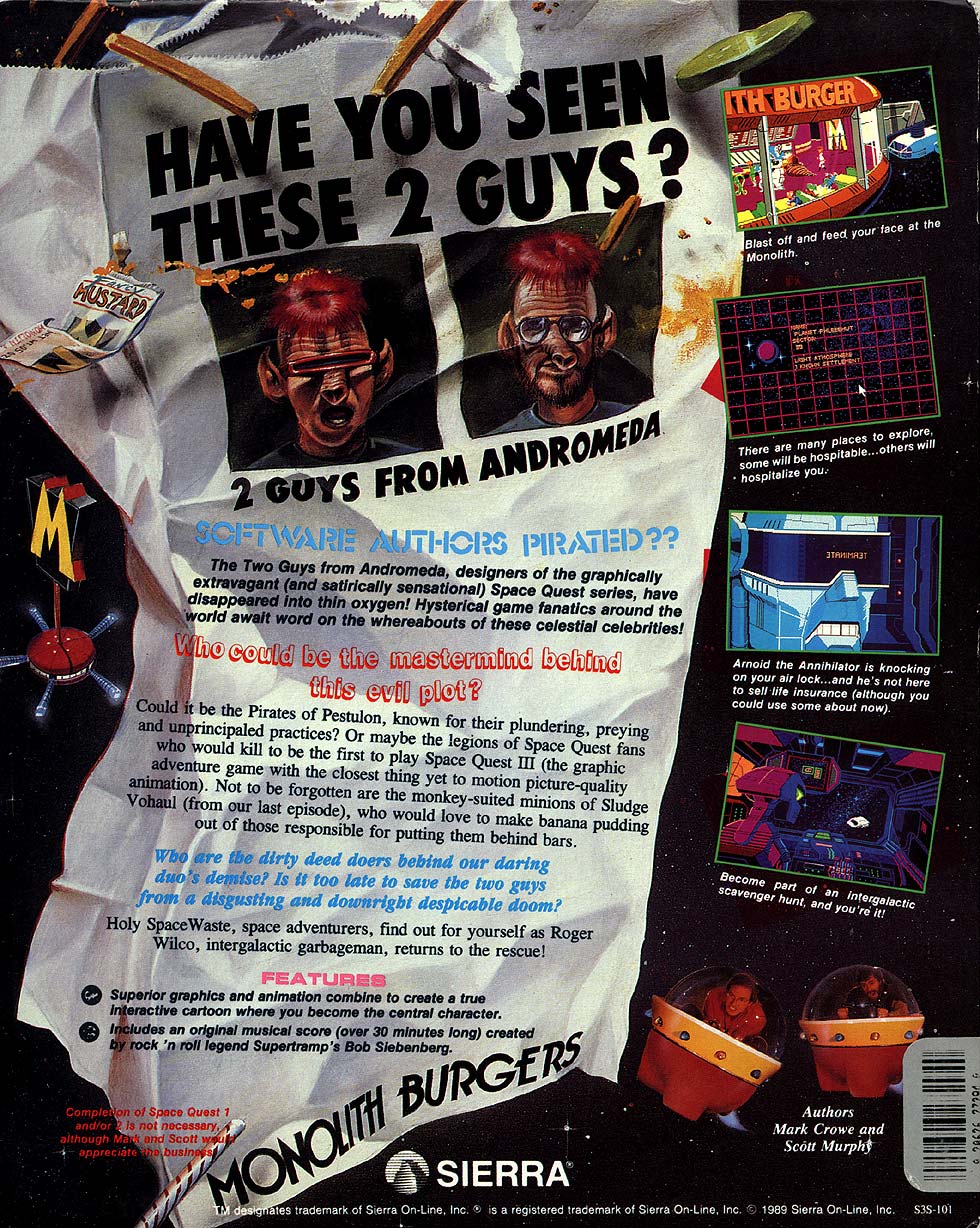 HAVE YOU SEEN
THESE 2 GUYS?
Fancy
MUSTARD
M
2 GUYS FROM ANDROMEDA
SOFTWARE AUTHORS PIRATED??
The Two Guys from Andromeda, designers of the graphically
extravagant (and satirically sensational) Space Quest series, have
disappeared into thin oxygen! Hysterical game fanatics around the
world await word on the whereabouts of these celestial celebrities!
Who could be the mastermind behind
this evil plot?
Could it be the Pirates of Pestulon, known for their plundering, preying
and unprincipaled practices? Or maybe the legions of Space Quest fans
who would kill to be the first to play Space Quest III (the graphic
adventure game with the closest thing yet to motion picture-quality
animation). Not to be forgotten are the monkey-suited minions of Sludge
Vohaul (from our last episode), who would love to make banana pudding
out of those responsible for putting them behind bars.
Who are the dirty deed doers behind our daring
duo's demise? Is it too late to save the two guys
from a disgusting and downright despicable doom?
Holy SpaceWaste, space adventurers, find out for yourself as Roger
Wilco, intergalactic garbageman, returns to the rescue!
FEATURES
Superior graphics and animation combine to create a true
interactive cartoon where you become the central character.
Includes an original musical score (over 30 minutes long) created
by rock 'n roll legend Supertramp's Bob Siebenberg.
MONOLITH BURGERS
Completion of Space Quest 1
and/or 2 is not necessary,
although Mark and Scott would
appreciate the business.
ITH BURGER
M
Blast off and feed your face at the
Monolith.
NAME:
PLANET PHLEEBHUT
SECTOR:
LIGHT ATMOSPHERE
1 KNOWN SETTLEMENT
There are many places to explore,
some will be hospitable...others will
hospitalize you.
TERMINATE
Arnoid the Annihilator is knocking
on your air lock...and he's not here
to sell life insurance (although you
could use some about now).
Become part of an intergalactic
scavenger hunt, and you're it!
Authors
Mark Crowe and
Scott Murphy
SIERRA®
TM designates trademark of Sierra On-Line, Inc. ® is a registered trademark of Sierra On-Line, Inc. © 1989 Sierra On-Line, Inc.
S3S-101